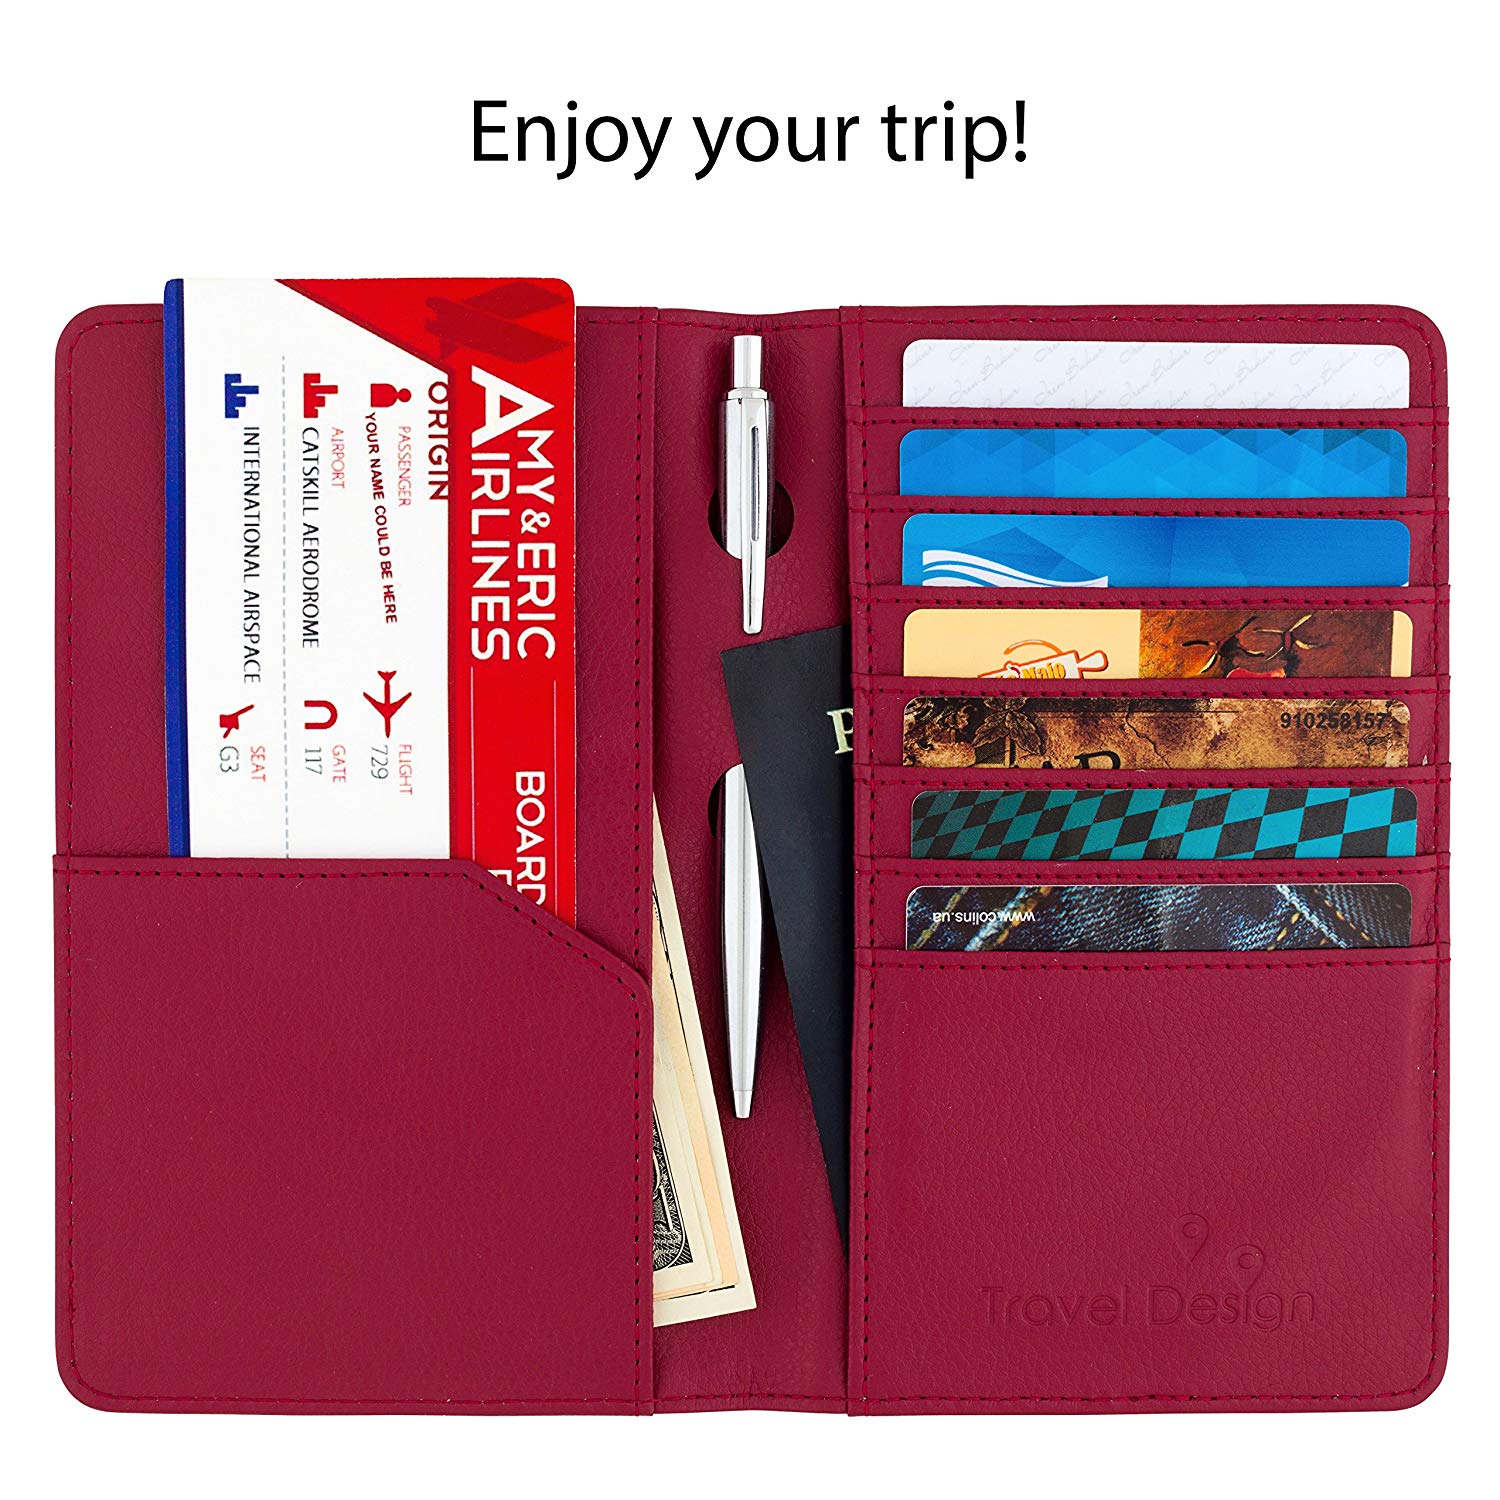 Enjoy your trip!
AMY&ERIC
AIRLINES
ORIGIN
BOARD
PASSENGER
YOUR NAME COULD BE HERE
FLIGHT
729
AIRPORT
CATSKILL AERODROME
GATE
117
INTERNATIONAL AIRSPACE
SEAT
G3
P
910258157
www.colins.ua
Travel Design